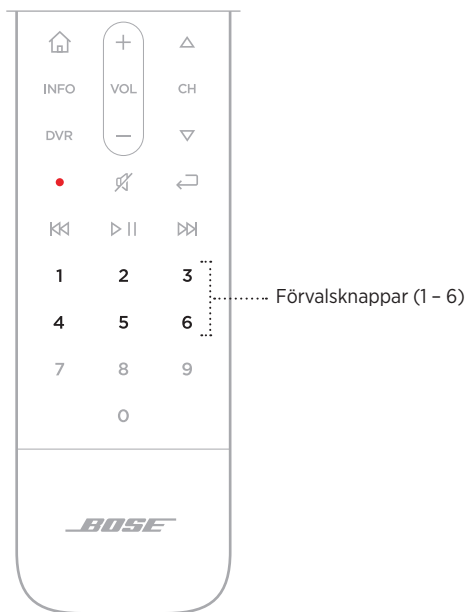 INFO VOL CH
DVR
1 2 3
Förvalsknappar (1 – 6)
4 5 6
7 8 9
0
BOSE